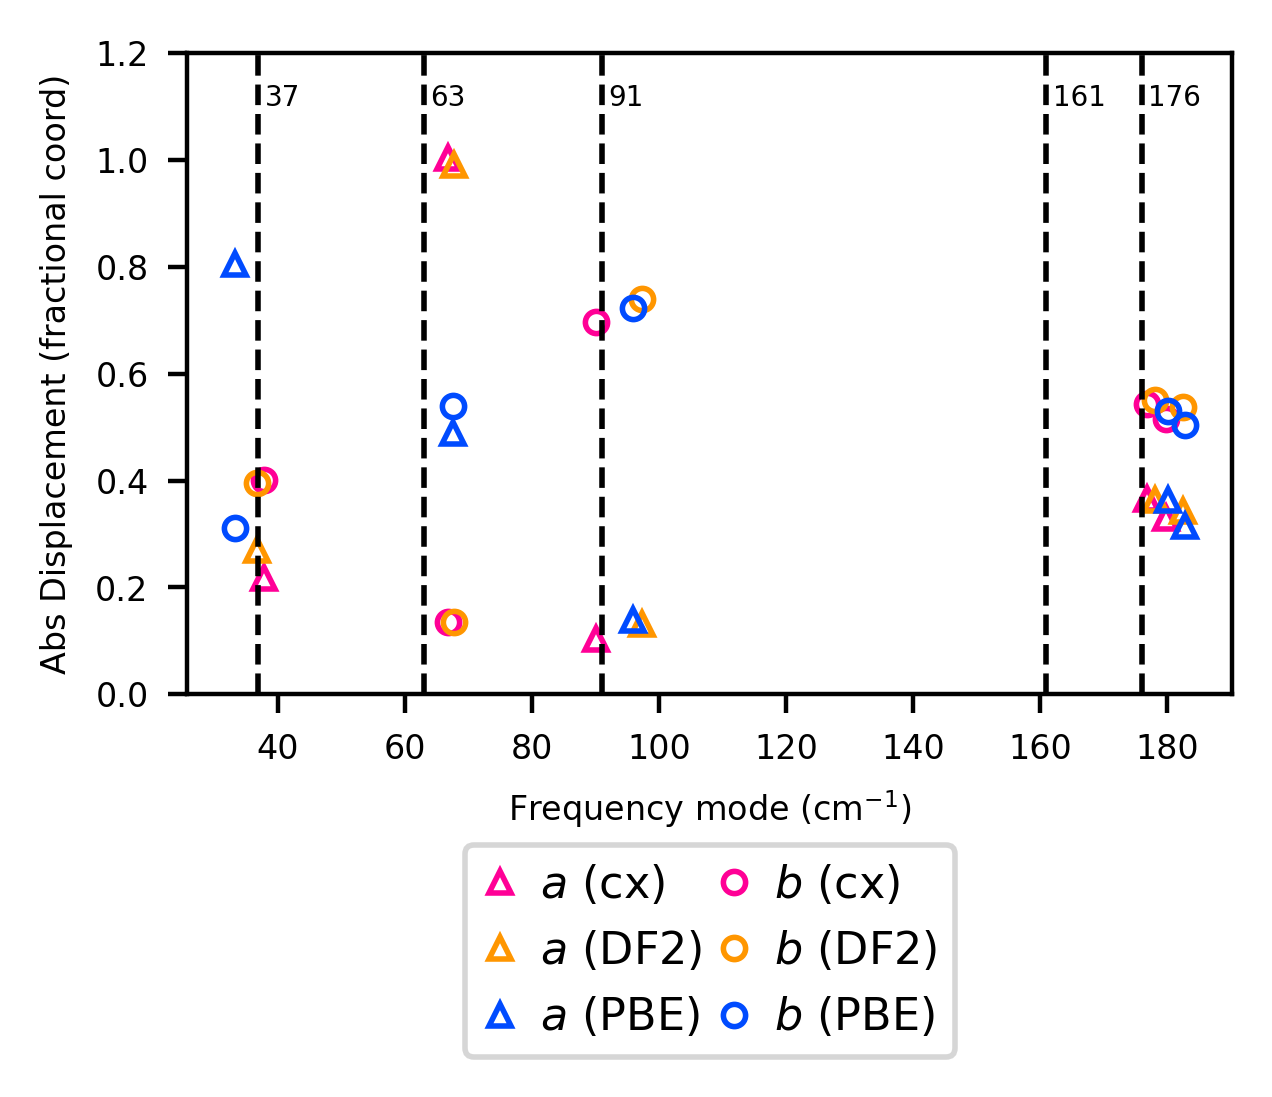 1.2
1.0
0.8
0.6
0.4
0.2
0.0
Abs Displacement (fractional coord)
37
63
91
161
176
40 60 80 100 120 140 160 180
Frequency mode (cm⁻¹)
a (cx) b (cx)
a (DF2) b (DF2)
a (PBE) b (PBE)